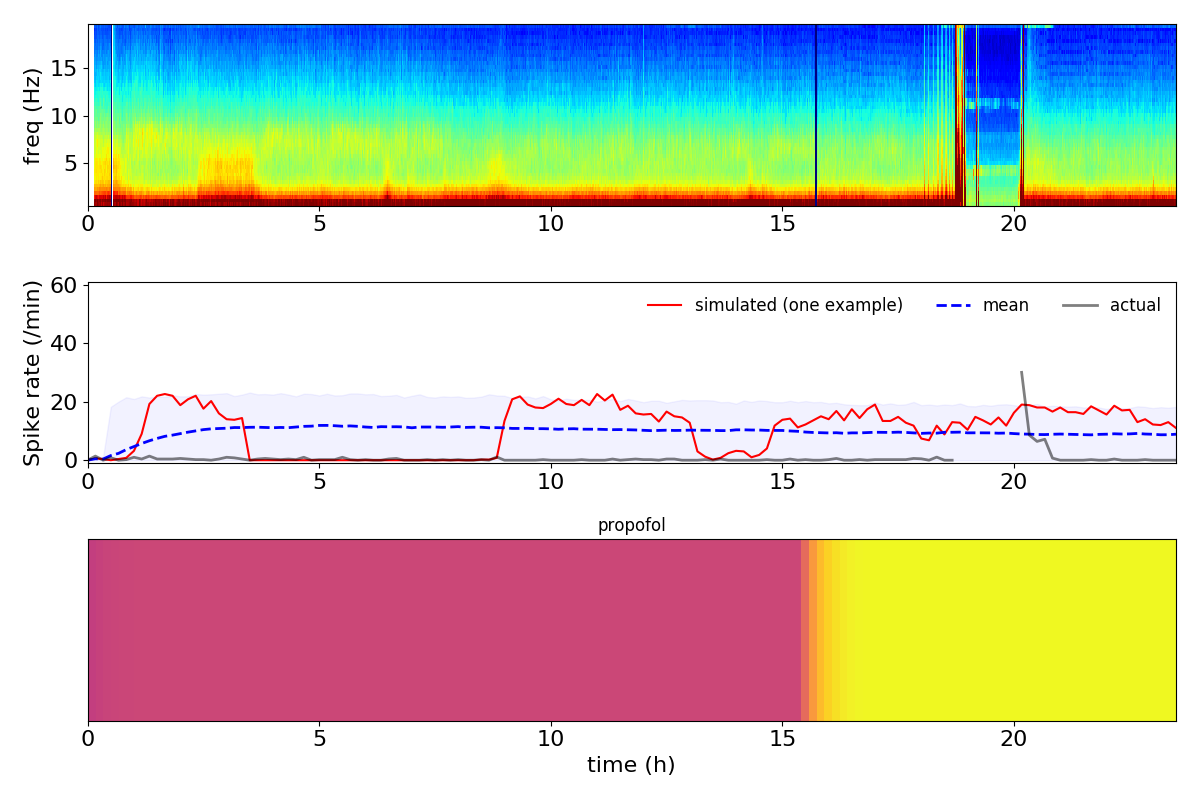 freq (Hz)
15
10
5
0 5 10 15 20
Spike rate (/min)
60
40
20
0
simulated (one example) mean actual
0 5 10 15 20
propofol
0 5 10 15 20
time (h)